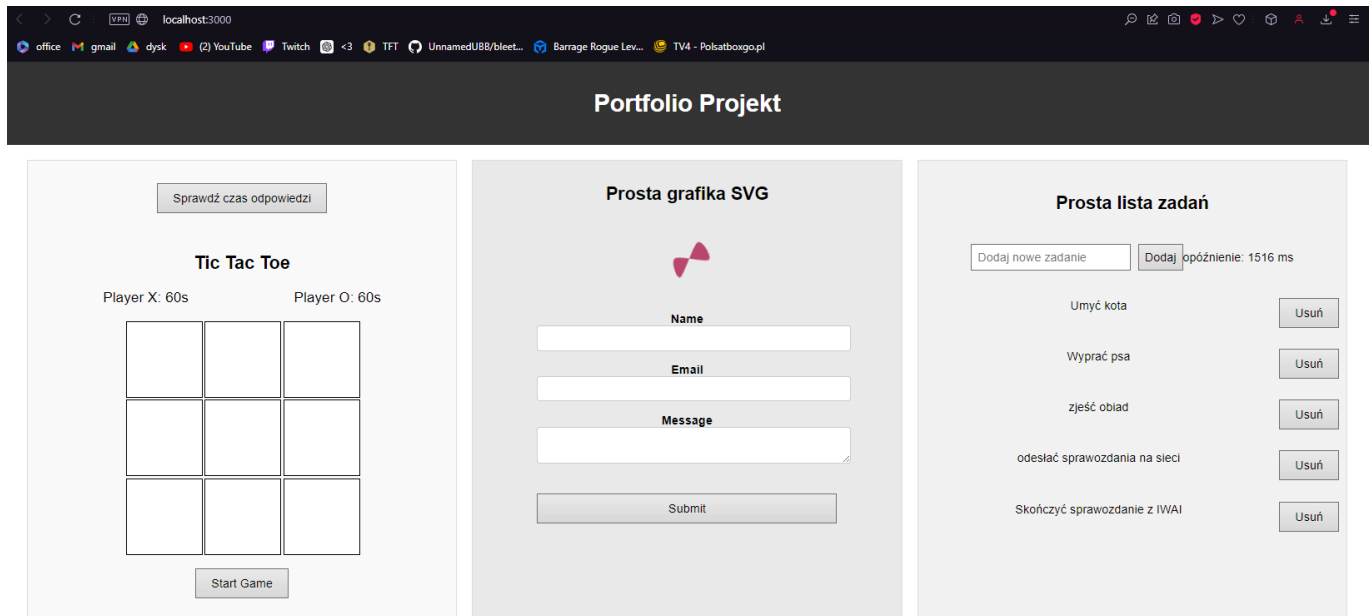 VPN localhost:3000
office gmail dysk (2) YouTube Twitch <3 TFT UnnamedUBB/bleet... Barrage Rogue Lev... TV4 - Polsatboxgo.pl
Portfolio Projekt
Sprawdź czas odpowiedzi
Tic Tac Toe
Player X: 60s Player O: 60s
Start Game
Prosta grafika SVG
Name
Email
Message
Submit
Prosta lista zadań
Dodaj nowe zadanie Dodaj opóźnienie: 1516 ms
Umyć kota Usuń
Wyprać psa Usuń
zjeść obiad Usuń
odesłać sprawozdania na sieci Usuń
Skończyć sprawozdanie z IWAI Usuń